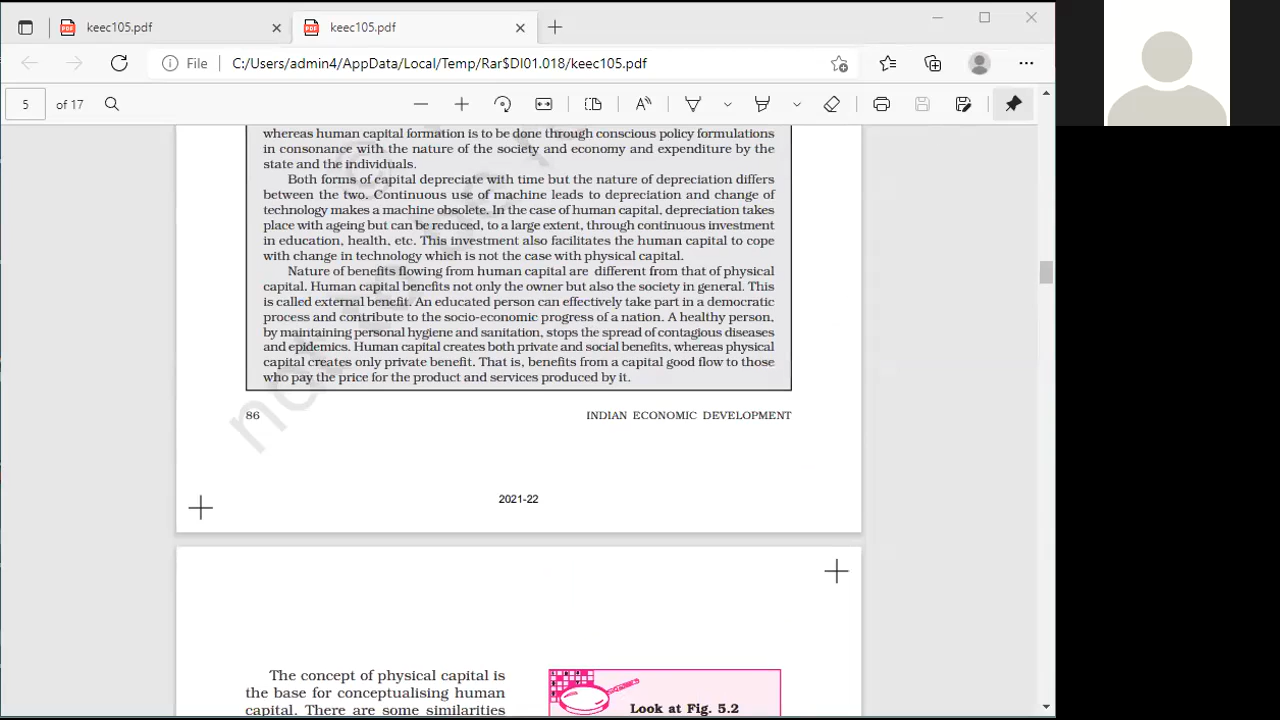 keec105.pdf
keec105.pdf
File
C:/Users/admin4/AppData/Local/Temp/Rar$DI01.018/keec105.pdf
5 of 17
whereas human capital formation is to be done through conscious policy formulations
in consonance with the nature of the society and economy and expenditure by the
state and the individuals.
Both forms of capital depreciate with time but the nature of depreciation differs
between the two. Continuous use of machine leads to depreciation and change of
technology makes a machine obsolete. In the case of human capital, depreciation takes
place with ageing but can be reduced, to a large extent, through continuous investment
in education, health, etc. This investment also facilitates the human capital to cope
with change in technology which is not the case with physical capital.
Nature of benefits flowing from human capital are different from that of physical
capital. Human capital benefits not only the owner but also the society in general. This
is called external benefit. An educated person can effectively take part in a democratic
process and contribute to the socio-economic progress of a nation. A healthy person,
by maintaining personal hygiene and sanitation, stops the spread of contagious diseases
and epidemics. Human capital creates both private and social benefits, whereas physical
capital creates only private benefit. That is, benefits from a capital good flow to those
who pay the price for the product and services produced by it.
86
INDIAN ECONOMIC DEVELOPMENT
2021-22
The concept of physical capital is
the base for conceptualising human
capital. There are some similarities
Look at Fig. 5.2